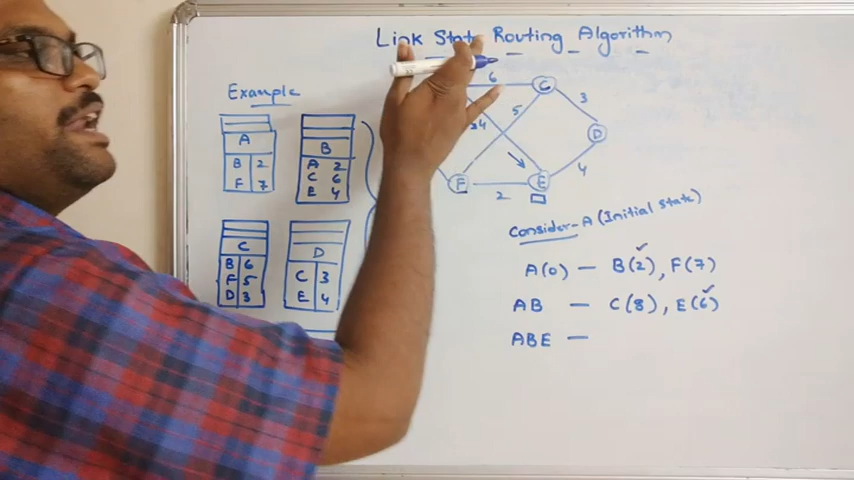 Link State Routing Algorithm
Example
A
B 2
F 7
B
A 2
C 6
E 4
C
B 6
F 5
D 3
D
C 3
E 4
6
C
5
3
4
D
4
F
2
E
Consider-A (Initial state)
A(0) — B(2), F(7)
AB — C(8), E(6)
ABE —